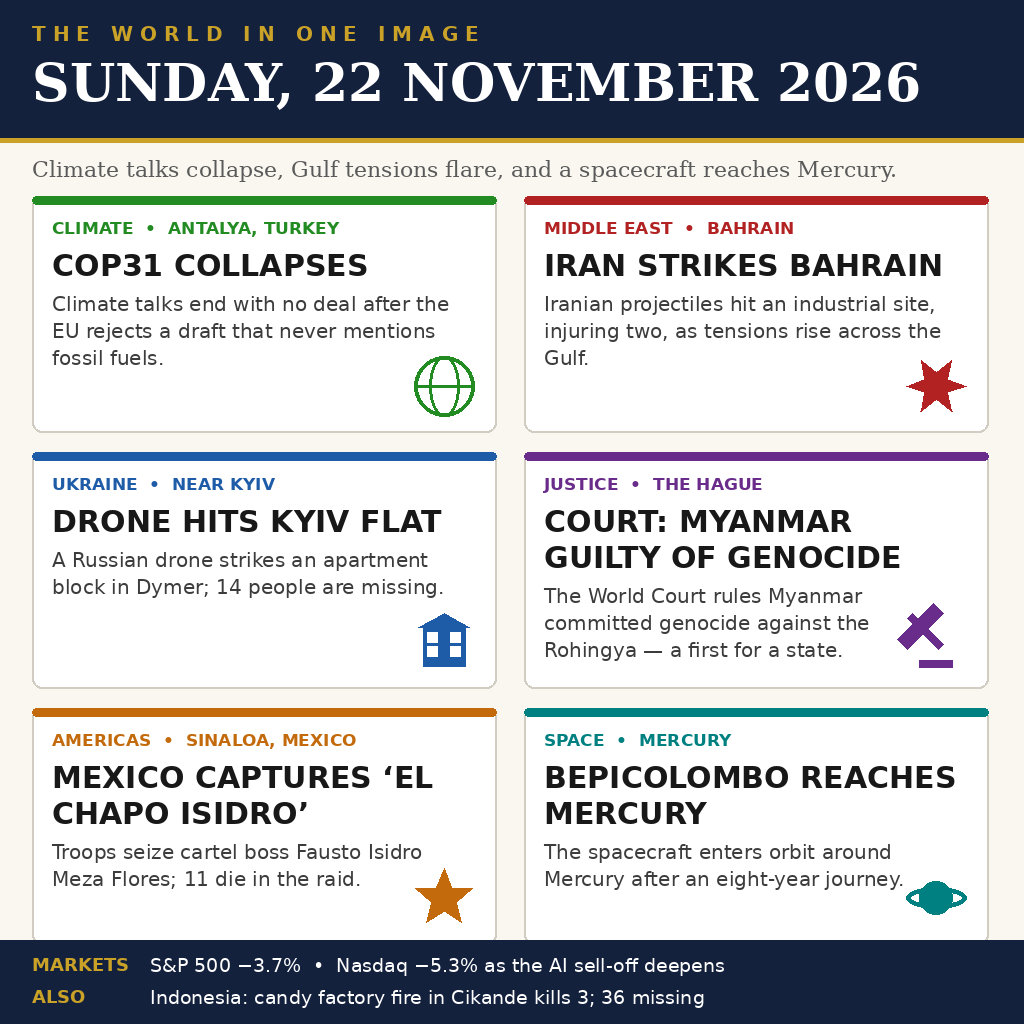 THE WORLD IN ONE IMAGE
SUNDAY, 22 NOVEMBER 2026
Climate talks collapse, Gulf tensions flare, and a spacecraft reaches Mercury.
CLIMATE • ANTALYA, TURKEY
COP31 COLLAPSES
Climate talks end with no deal after the
EU rejects a draft that never mentions
fossil fuels.
MIDDLE EAST • BAHRAIN
IRAN STRIKES BAHRAIN
Iranian projectiles hit an industrial site,
injuring two, as tensions rise across the
Gulf.
UKRAINE • NEAR KYIV
DRONE HITS KYIV FLAT
A Russian drone strikes an apartment
block in Dymer; 14 people are missing.
JUSTICE • THE HAGUE
COURT: MYANMAR
GUILTY OF GENOCIDE
The World Court rules Myanmar
committed genocide against the
Rohingya — a first for a state.
AMERICAS • SINALOA, MEXICO
MEXICO CAPTURES ‘EL
CHAPO ISIDRO’
Troops seize cartel boss Fausto Isidro
Meza Flores; 11 die in the raid.
SPACE • MERCURY
BEPICOLOMBO REACHES
MERCURY
The spacecraft enters orbit around
Mercury after an eight-year journey.
MARKETS S&P 500 −3.7% • Nasdaq −5.3% as the AI sell-off deepens
ALSO Indonesia: candy factory fire in Cikande kills 3; 36 missing